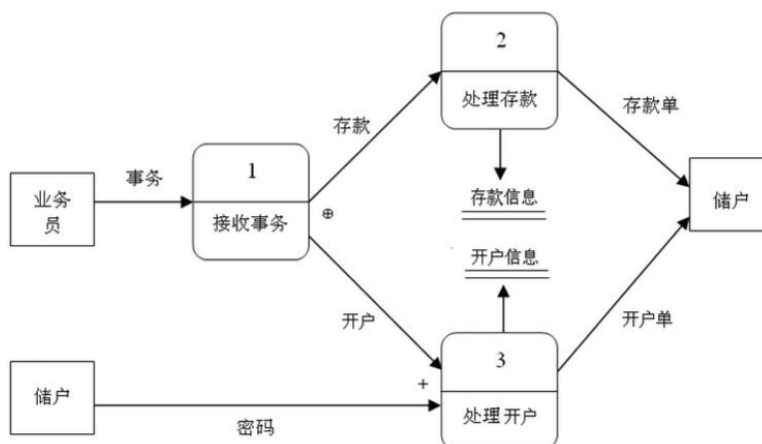 2
处理存款
存款
存款单
事务
1
业务
员
接收事务
⊕
存款信息
储户
开户信息
开户
开户单
3
储户
+
处理开户
密码